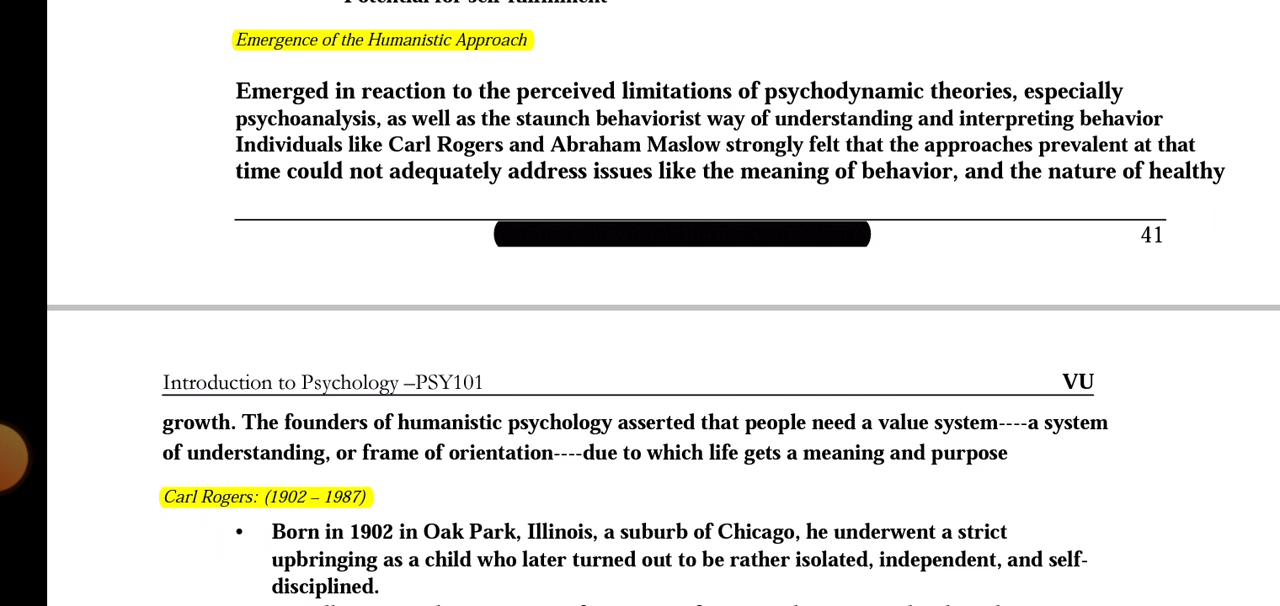 Emergence of the Humanistic Approach
Emerged in reaction to the perceived limitations of psychodynamic theories, especially
psychoanalysis, as well as the staunch behaviorist way of understanding and interpreting behavior
Individuals like Carl Rogers and Abraham Maslow strongly felt that the approaches prevalent at that
time could not adequately address issues like the meaning of behavior, and the nature of healthy
41
Introduction to Psychology –PSY101 VU
growth. The founders of humanistic psychology asserted that people need a value system----a system
of understanding, or frame of orientation----due to which life gets a meaning and purpose
Carl Rogers: (1902 – 1987)
• Born in 1902 in Oak Park, Illinois, a suburb of Chicago, he underwent a strict
upbringing as a child who later turned out to be rather isolated, independent, and self-
disciplined.